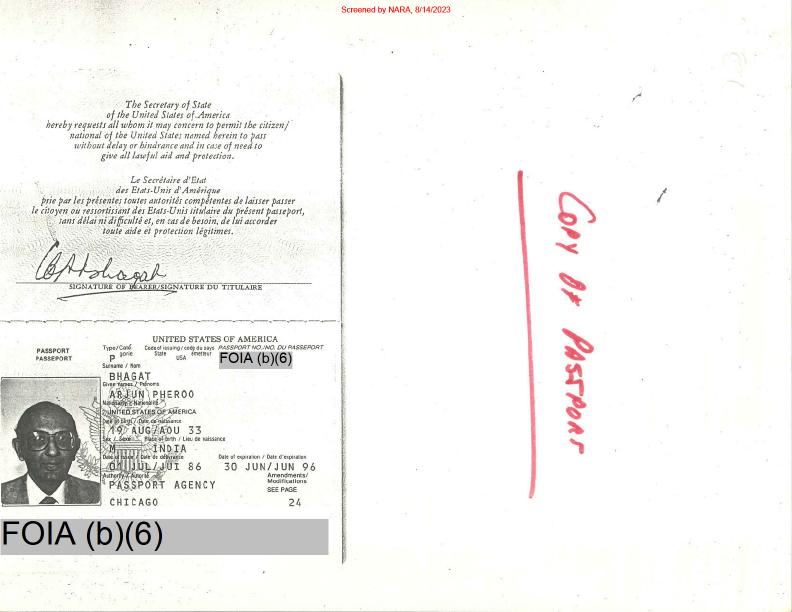 Screened by NARA, 8/14/2023
The Secretary of State
of the United States of America
hereby requests all whom it may concern to permit the citizen/
national of the United States named herein to pass
without delay or hindrance and in case of need to
give all lawful aid and protection.
Le Secrétaire d'Etat
des Etats-Unis d'Amérique
prie par les présentes toutes autorités compétentes de laisser passer
le citoyen ou ressortissant des Etats-Unis titulaire du présent passeport,
sans délai ni difficulté et, en cas de besoin, de lui accorder
toute aide et protection légitimes.
SIGNATURE OF BEARER/SIGNATURE DU TITULAIRE
UNITED STATES OF AMERICA
PASSPORT
PASSEPORT
Type/Caté-gorie
Code of issuing / code du pays
State USA émetteur
PASSPORT NO./NO. DU PASSEPORT
P
FOIA (b)(6)
Surname / Nom
BHAGAT
Given names / Prénoms
ARJUN PHEROO
Nationality / Nationalité
UNITED STATES OF AMERICA
Date of birth / Date de naissance
19 AUG/AOU 33
Sex / Sexe Place of birth / Lieu de naissance
M INDIA
Date of issue / Date de délivrance Date of expiration / Date d'expiration
01 JUL/JUI 86 30 JUN/JUN 96
Authority / Autorité Amendments/
Modifications
PASSPORT AGENCY
SEE PAGE
CHICAGO 24
FOIA (b)(6)
COPY OF PASSPORT